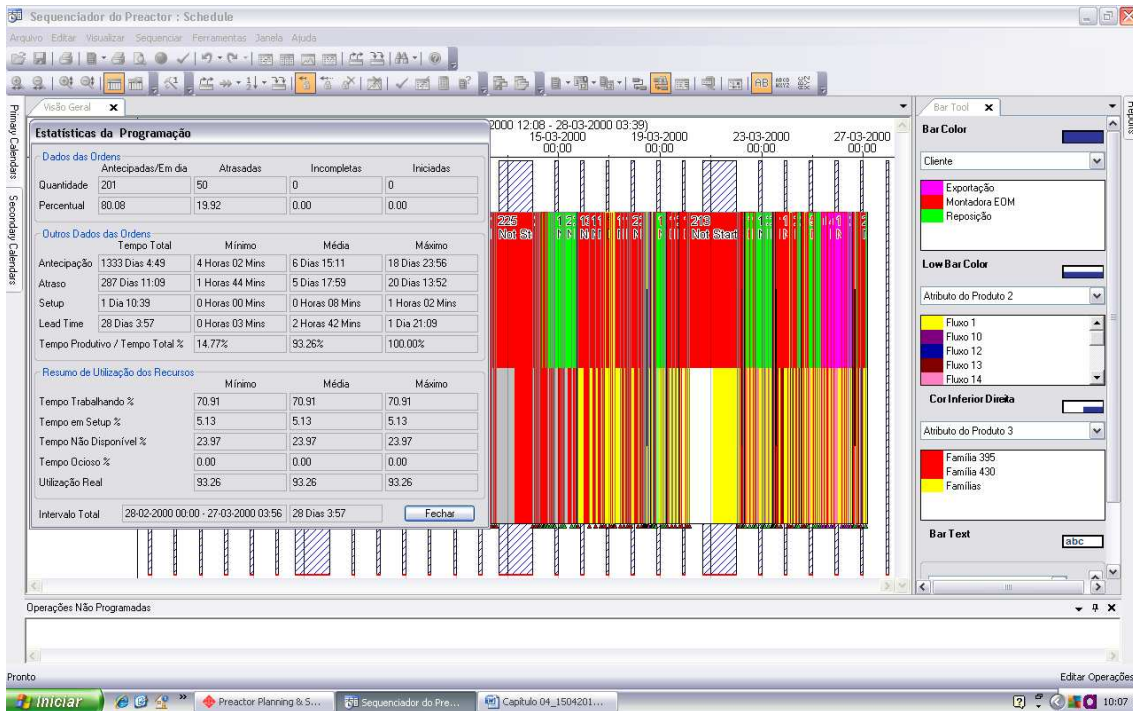 Sequenciador do Preactor : Schedule
Arquivo Editar Visualizar Sequenciar Ferramentas Janela Ajuda
Primary Calendars
Secondary Calendars
Visão Geral
Estatísticas da Programação
Dados das Ordens
Antecipadas/Em dia Atrasadas Incompletas Iniciadas
Quantidade 201 50 0 0
Percentual 80.08 19.92 0.00 0.00
Outros Dados das Ordens
Tempo Total Mínimo Média Máximo
Antecipação 1333 Dias 4:49 4 Horas 02 Mins 6 Dias 15:11 18 Dias 23:56
Atraso 287 Dias 11:09 1 Horas 44 Mins 5 Dias 17:59 20 Dias 13:52
Setup 1 Dia 10:39 0 Horas 00 Mins 0 Horas 08 Mins 1 Horas 02 Mins
Lead Time 28 Dias 3:57 0 Horas 03 Mins 2 Horas 42 Mins 1 Dia 21:09
Tempo Produtivo / Tempo Total % 14.77% 93.26% 100.00%
Resumo de Utilização dos Recursos
Mínimo Média Máximo
Tempo Trabalhando % 70.91 70.91 70.91
Tempo em Setup % 5.13 5.13 5.13
Tempo Não Disponível % 23.97 23.97 23.97
Tempo Ocioso % 0.00 0.00 0.00
Utilização Real 93.26 93.26 93.26
Intervalo Total 28-02-2000 00:00 - 27-03-2000 03:56 28 Dias 3:57 Fechar
2000 12:08 - 28-03-2000 03:39)
15-03-2000 19-03-2000 23-03-2000 27-03-2000
00:00 00:00 00:00 00:00
225 213
Not St Not Start
Bar Tool
Reports
Bar Color
Cliente
Exportação
Montadora EOM
Reposição
Low Bar Color
Atributo do Produto 2
Fluxo 1
Fluxo 10
Fluxo 12
Fluxo 13
Fluxo 14
Cor Inferior Direita
Atributo do Produto 3
Família 395
Família 430
Famílias
Bar Text
abc
Operações Não Programadas
Pronto Editar Operações
Iniciar Preactor Planning & S... Sequenciador do Pre... Capítulo 04_1504201... 10:07